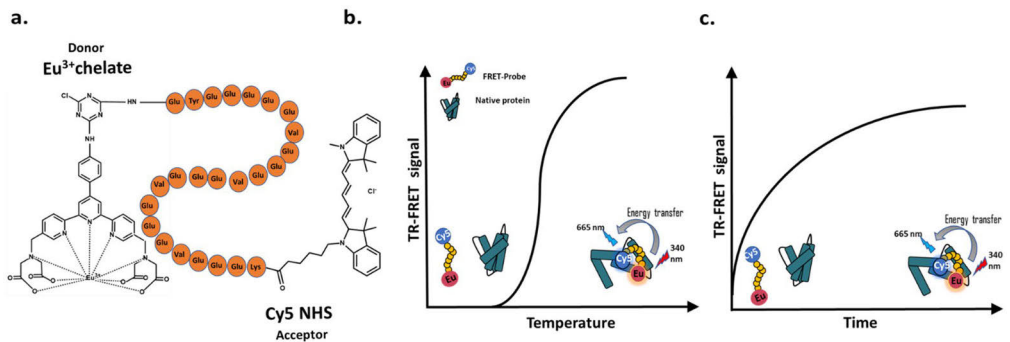 a.
Donor
Eu3+chelate
Cl
N
N
N
HN
Glu Tyr Glu Glu Glu Glu
Glu
Val
Glu
Glu
Val Glu Glu Glu Val Glu
Glu
Glu
Val Glu Glu Glu Lys
NH
N
N
N
N
N
Eu3+
O
O
O
O
O
O
O
O
O
N
N
Cl-
Cy5 NHS
Acceptor
b.
TR-FRET signal
Cy5
Eu
FRET-Probe
Native protein
Cy5
Eu
665 nm
Energy transfer
Cy5
Eu
340
nm
Temperature
c.
TR-FRET signal
Cy5
Eu
665 nm
Energy transfer
Cy5
Eu
340
nm
Time